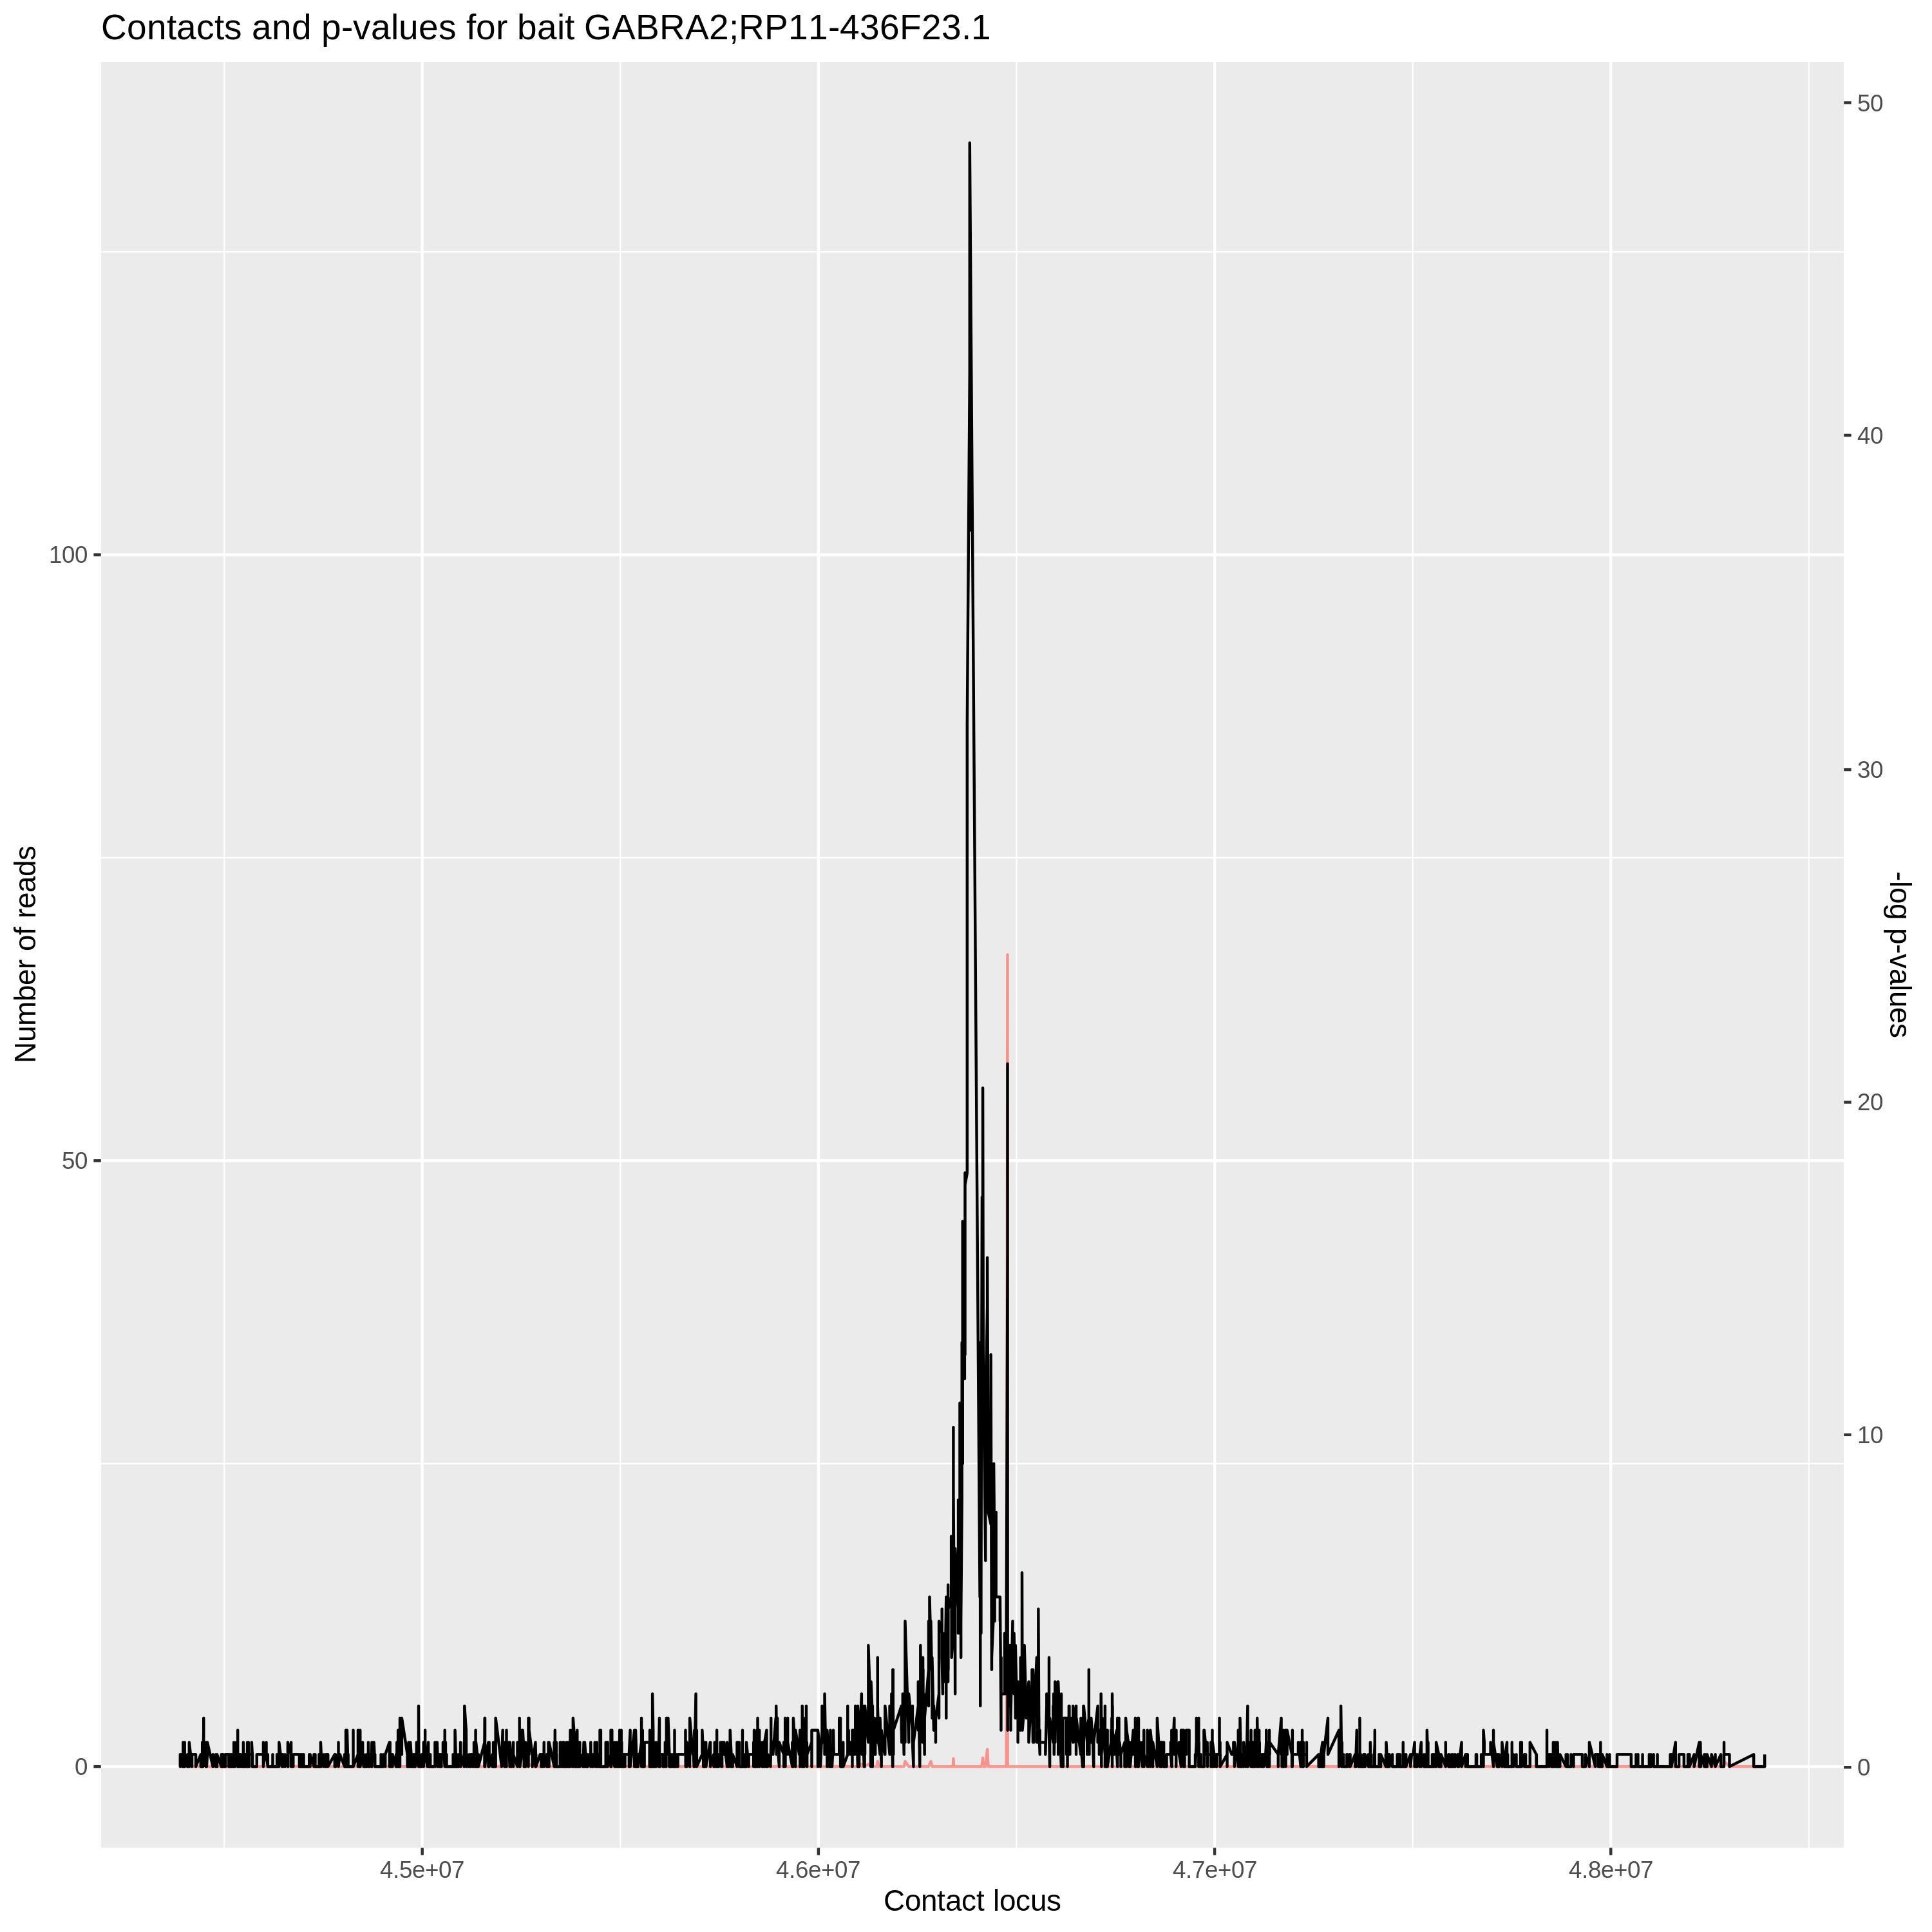 Contacts and p-values for bait GABRA2;RP11-436F23.1
Number of reads
100
50
0
50
40
30
20
10
0
-log p-values
4.5e+07 4.6e+07 4.7e+07 4.8e+07
Contact locus